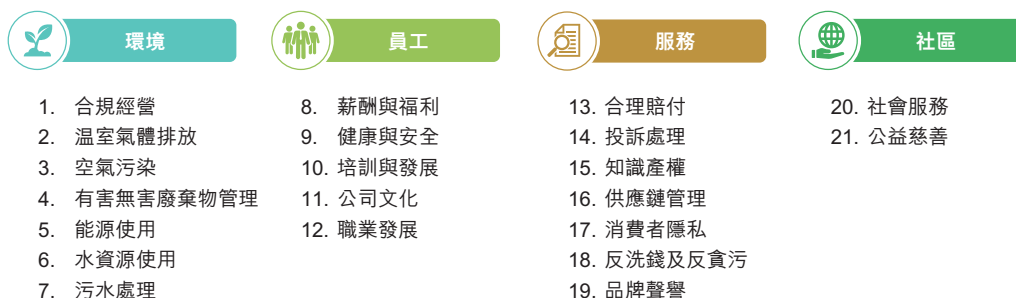 環境
1. 合規經營
2. 温室氣體排放
3. 空氣污染
4. 有害無害廢棄物管理
5. 能源使用
6. 水資源使用
7. 污水處理
員工
8. 薪酬與福利
9. 健康與安全
10. 培訓與發展
11. 公司文化
12. 職業發展
服務
13. 合理賠付
14. 投訴處理
15. 知識產權
16. 供應鏈管理
17. 消費者隱私
18. 反洗錢及反貪污
19. 品牌聲譽
社區
20. 社會服務
21. 公益慈善